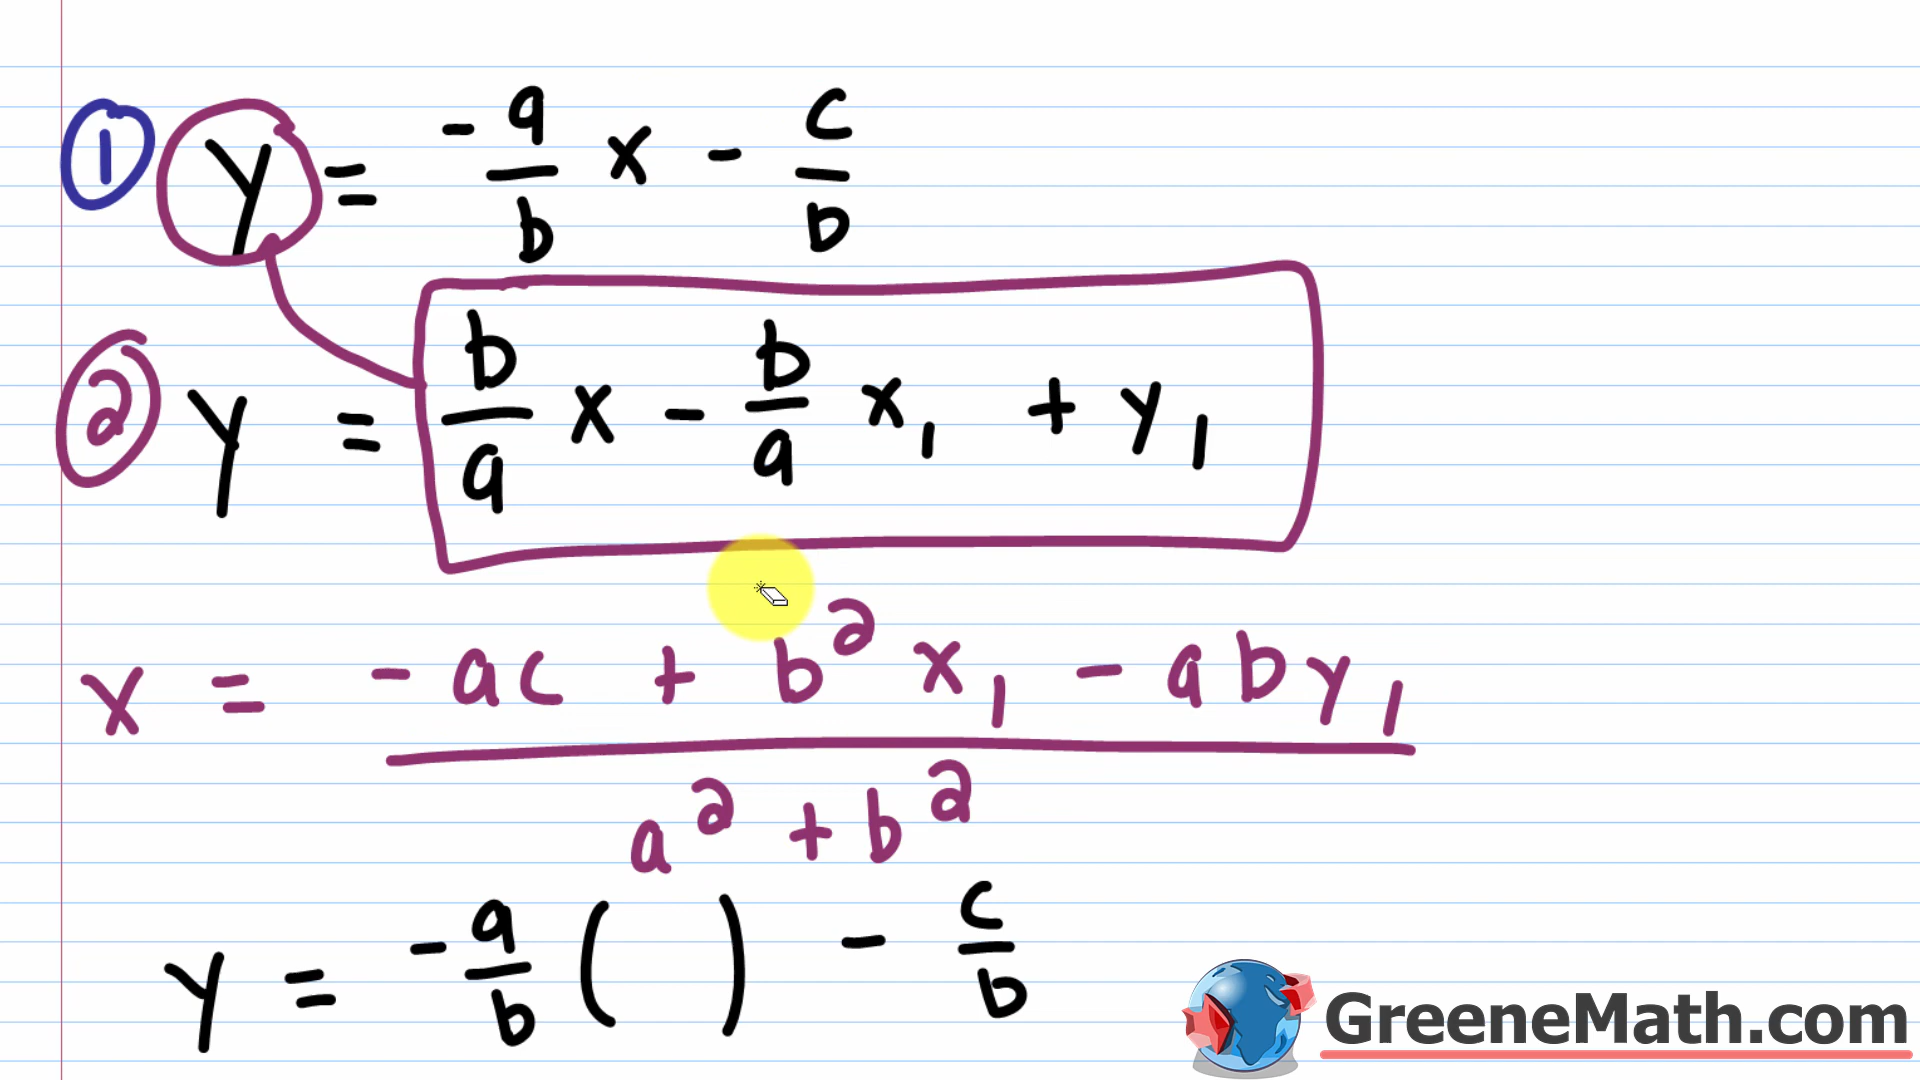 ① y = -a/b x - c/b
② y = b/a x - b/a x₁ + y₁
x = (-ac + b²x₁ - aby₁)/(a² + b²)
y = -a/b ( ) - c/b
GreeneMath.com